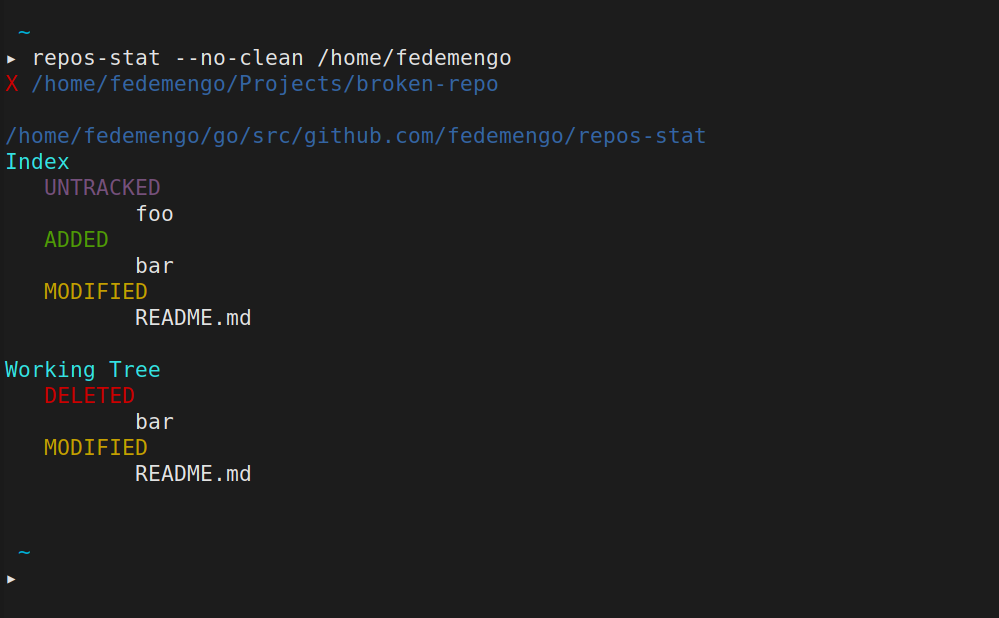 ~
▸ repos-stat --no-clean /home/fedemengo
X /home/fedemengo/Projects/broken-repo
/home/fedemengo/go/src/github.com/fedemengo/repos-stat
Index
UNTRACKED
foo
ADDED
bar
MODIFIED
README.md
Working Tree
DELETED
bar
MODIFIED
README.md
~
▸